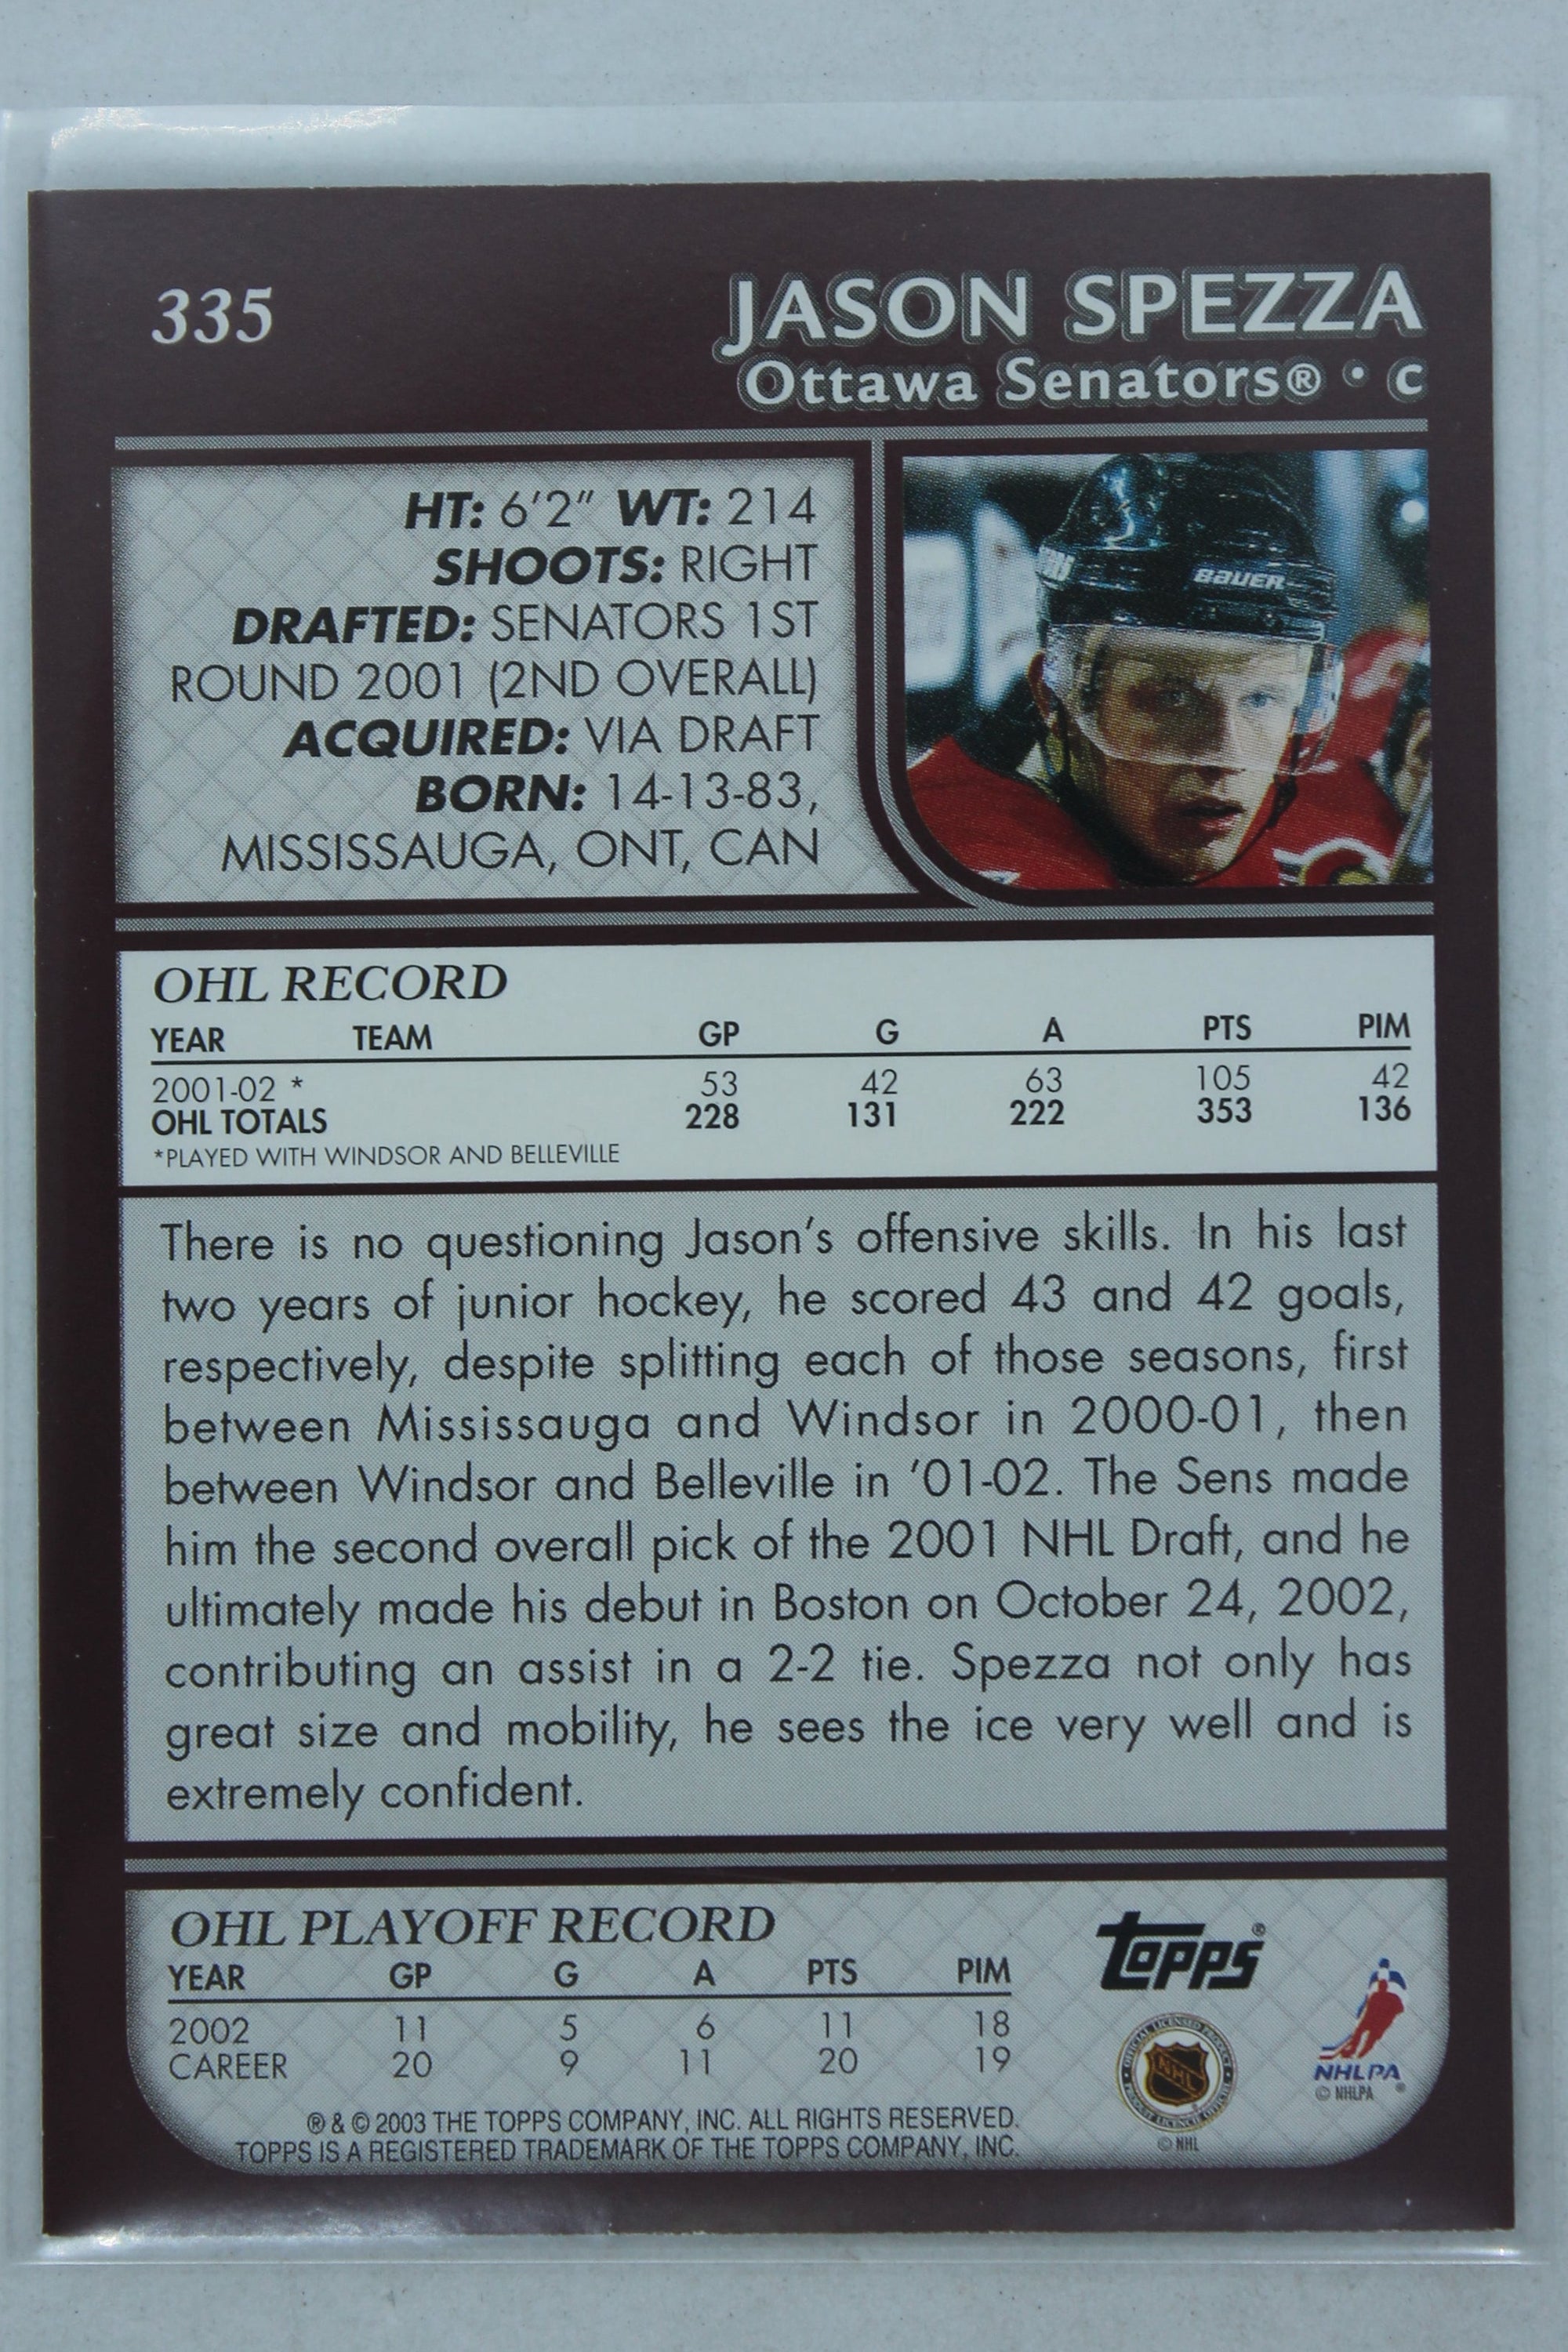 335
JASON SPEZZA
Ottawa Senators® • C
HT: 6'2" WT: 214
SHOOTS: RIGHT
DRAFTED: SENATORS 1ST
ROUND 2001 (2ND OVERALL)
ACQUIRED: VIA DRAFT
BORN: 14-13-83,
MISSISSAUGA, ONT, CAN
BAUER
OHL RECORD
YEAR TEAM GP G A PTS PIM
2001-02 * 53 42 63 105 42
OHL TOTALS 228 131 222 353 136
*PLAYED WITH WINDSOR AND BELLEVILLE
There is no questioning Jason's offensive skills. In his last
two years of junior hockey, he scored 43 and 42 goals,
respectively, despite splitting each of those seasons, first
between Mississauga and Windsor in 2000-01, then
between Windsor and Belleville in '01-02. The Sens made
him the second overall pick of the 2001 NHL Draft, and he
ultimately made his debut in Boston on October 24, 2002,
contributing an assist in a 2-2 tie. Spezza not only has
great size and mobility, he sees the ice very well and is
extremely confident.
OHL PLAYOFF RECORD
YEAR GP G A PTS PIM
2002 11 5 6 11 18
CAREER 20 9 11 20 19
® & © 2003 THE TOPPS COMPANY, INC. ALL RIGHTS RESERVED.
TOPPS IS A REGISTERED TRADEMARK OF THE TOPPS COMPANY, INC.
Topps®
OFFICIAL LICENSED PRODUCT
NHL
© NHL
NHLPA®
© NHLPA